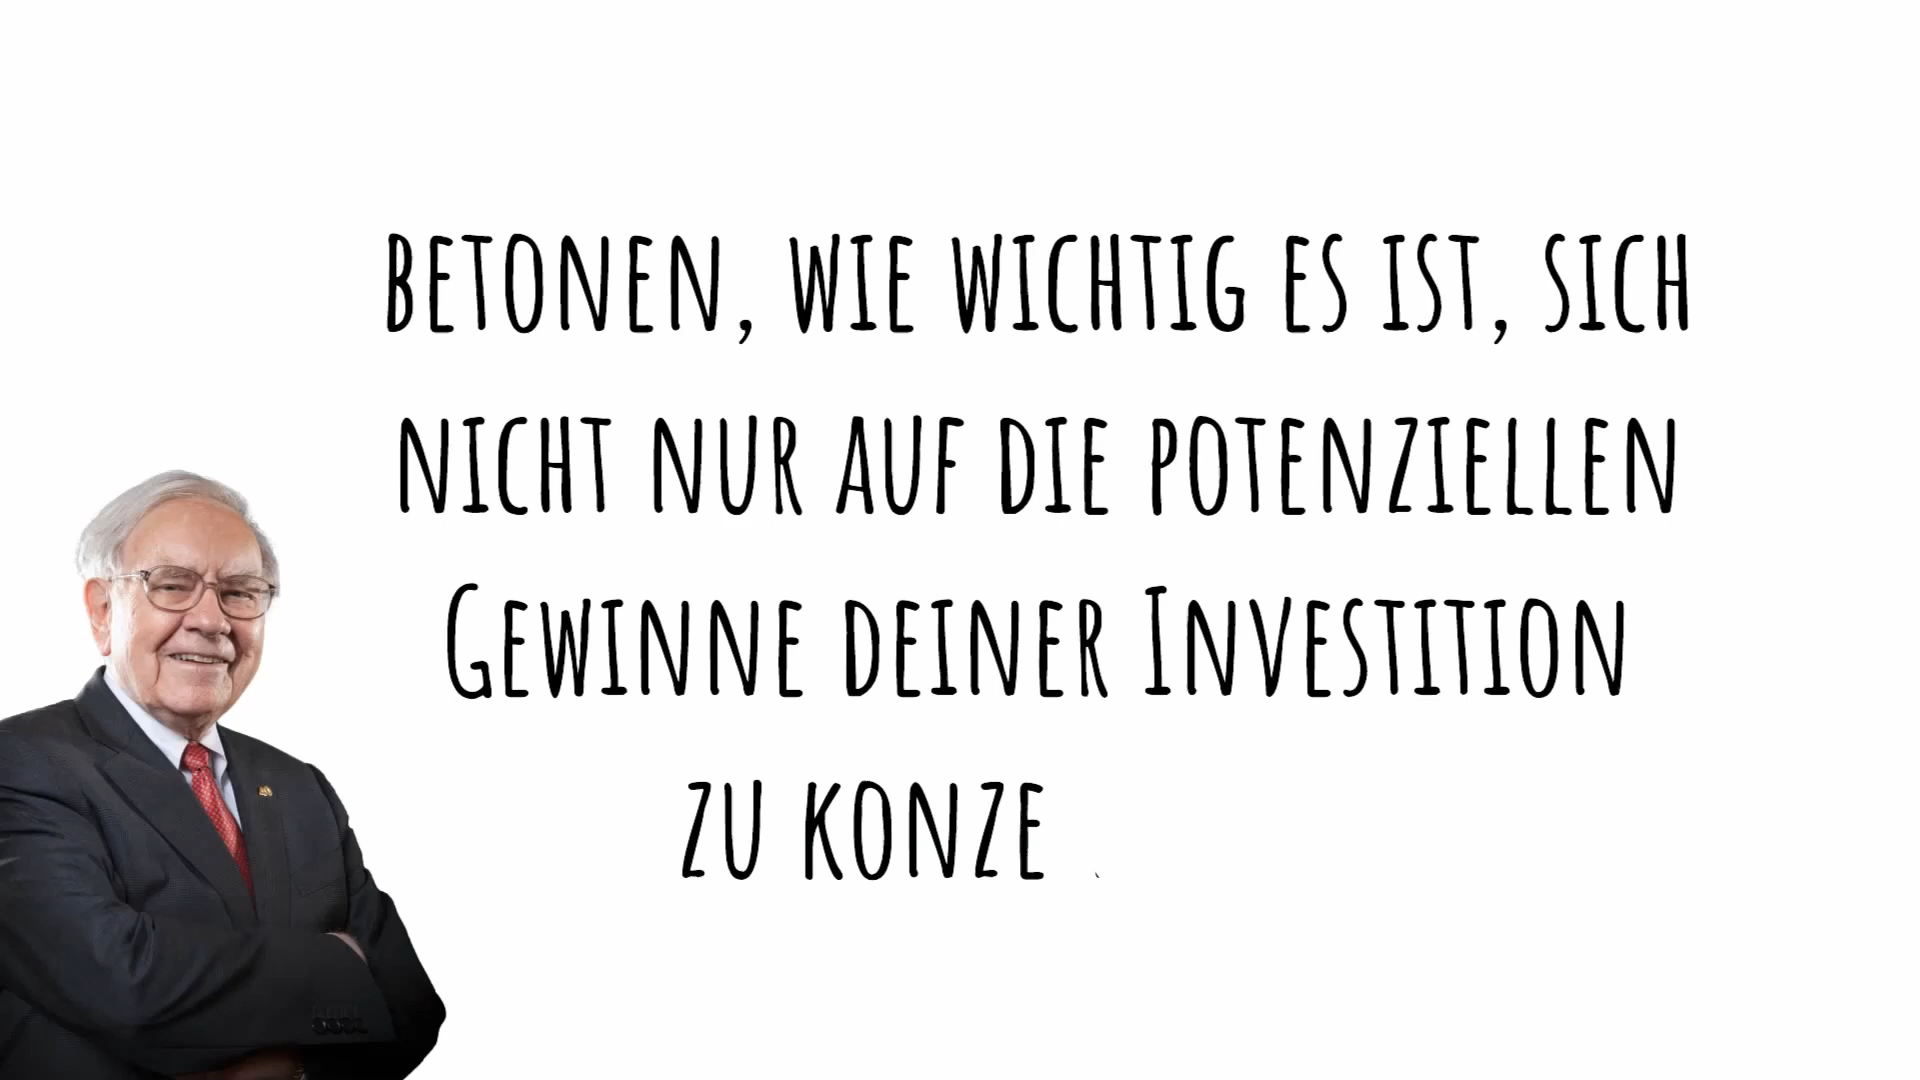 betonen, wie wichtig es ist, sich
nicht nur auf die potenziellen
Gewinne deiner Investition
zu konze